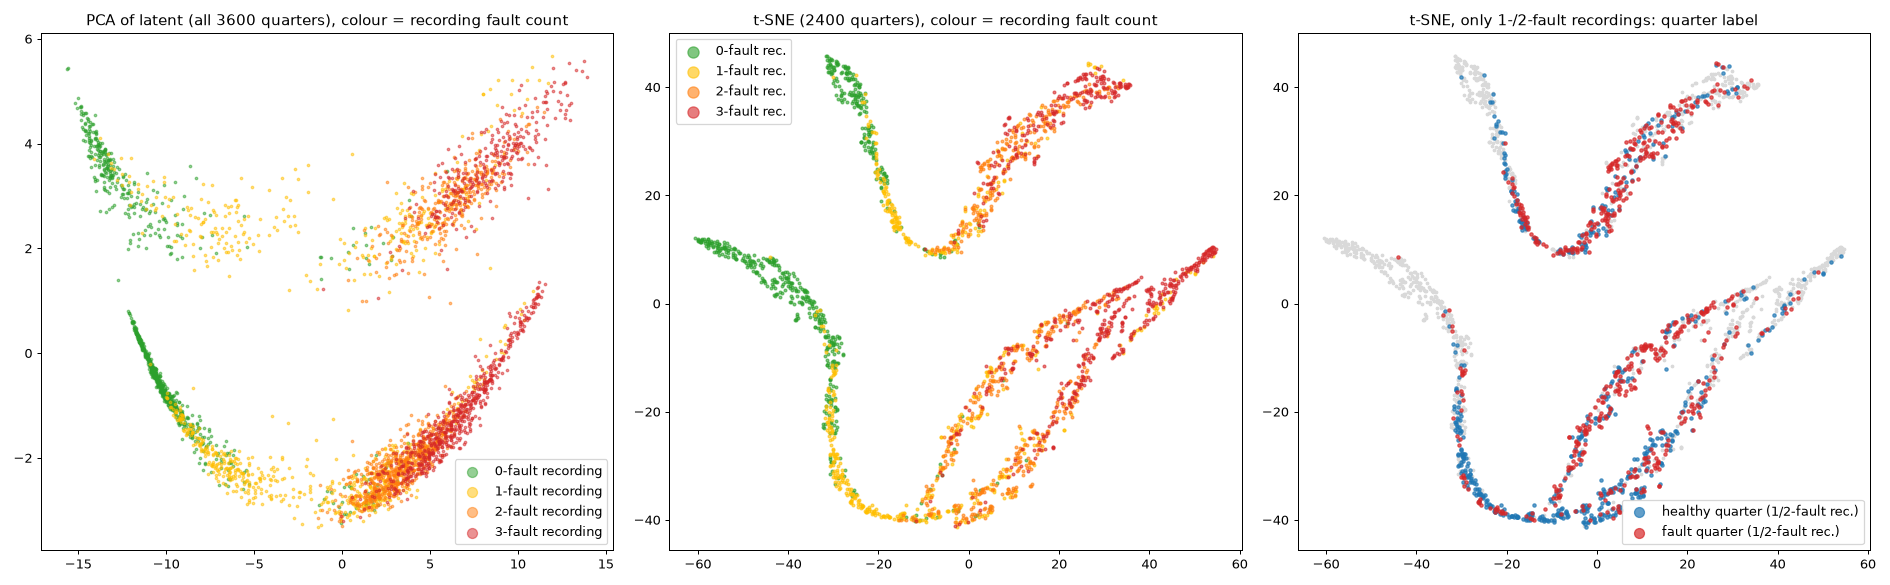 PCA of latent (all 3600 quarters), colour = recording fault count
6
4
2
0
−2
−15
−10
−5
0
5
10
15
0-fault recording
1-fault recording
2-fault recording
3-fault recording
t-SNE (2400 quarters), colour = recording fault count
0-fault rec.
1-fault rec.
2-fault rec.
3-fault rec.
40
20
0
−20
−40
−60
−40
−20
0
20
40
60
t-SNE, only 1-/2-fault recordings: quarter label
40
20
0
−20
−40
−60
−40
−20
0
20
40
60
healthy quarter (1/2-fault rec.)
fault quarter (1/2-fault rec.)